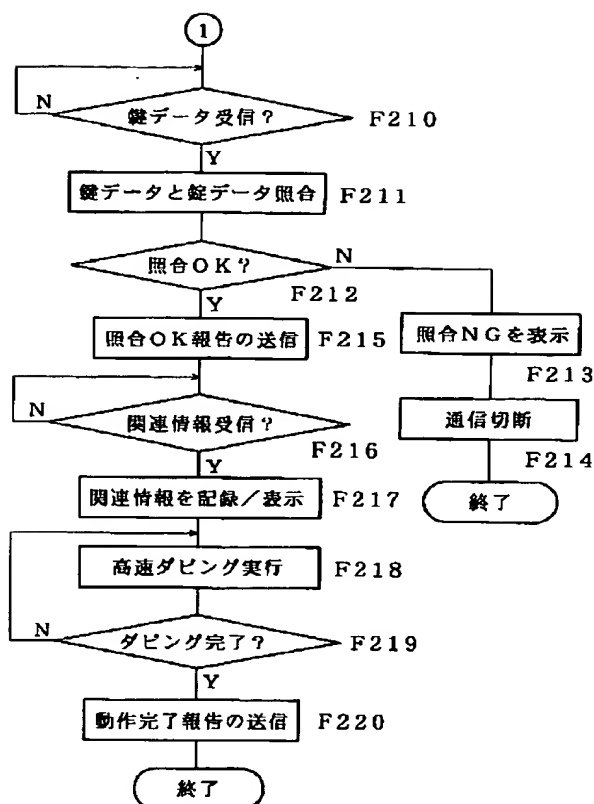 1
N
鍵データ受信?
F210
Y
鍵データと錠データ照合
F211
照合OK?
N
F212
Y
照合OK報告の送信
F215
照合NGを表示
F213
N
関連情報受信?
通信切断
F216
F214
Y
関連情報を記録/表示
F217
終了
高速ダビング実行
F218
N
ダビング完了?
F219
Y
動作完了報告の送信
F220
終了